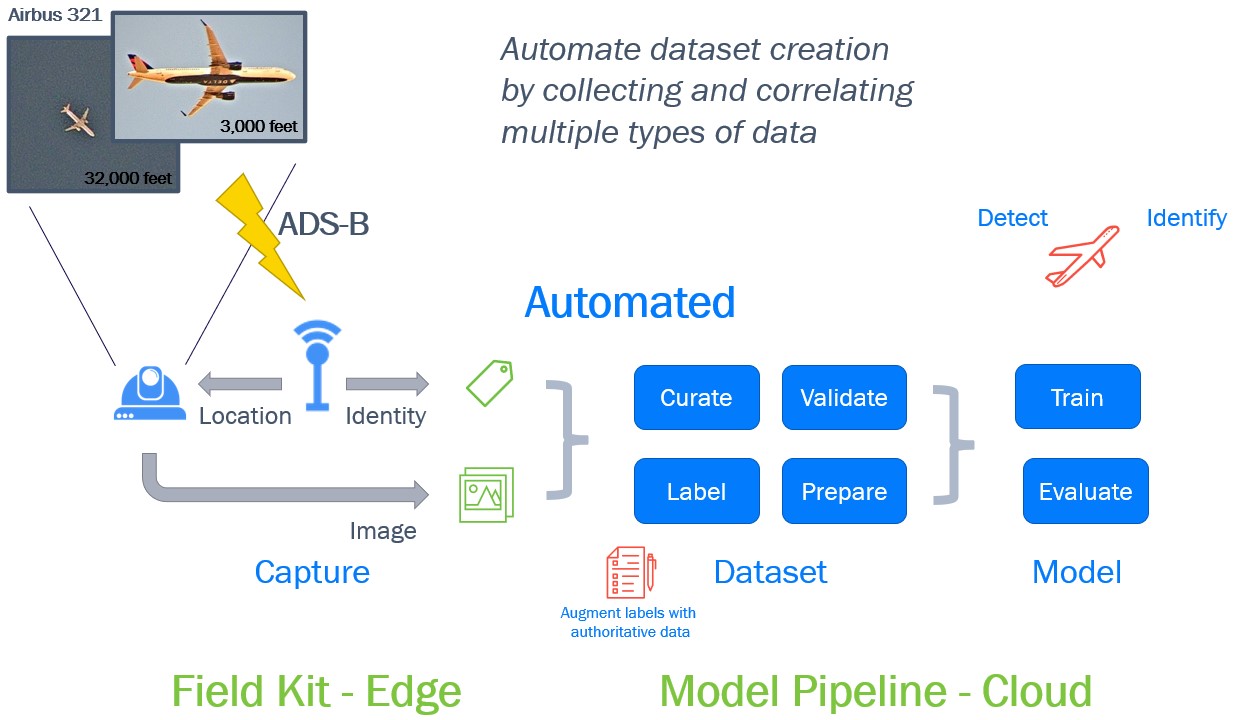 Airbus 321
DELTA
3,000 feet
32,000 feet
Automate dataset creation
by collecting and correlating
multiple types of data
ADS-B
Detect
Identify
Automated
Location
Identity
Image
Curate
Validate
Label
Prepare
Train
Evaluate
Capture
Dataset
Model
Augment labels with
authoritative data
Field Kit - Edge
Model Pipeline - Cloud